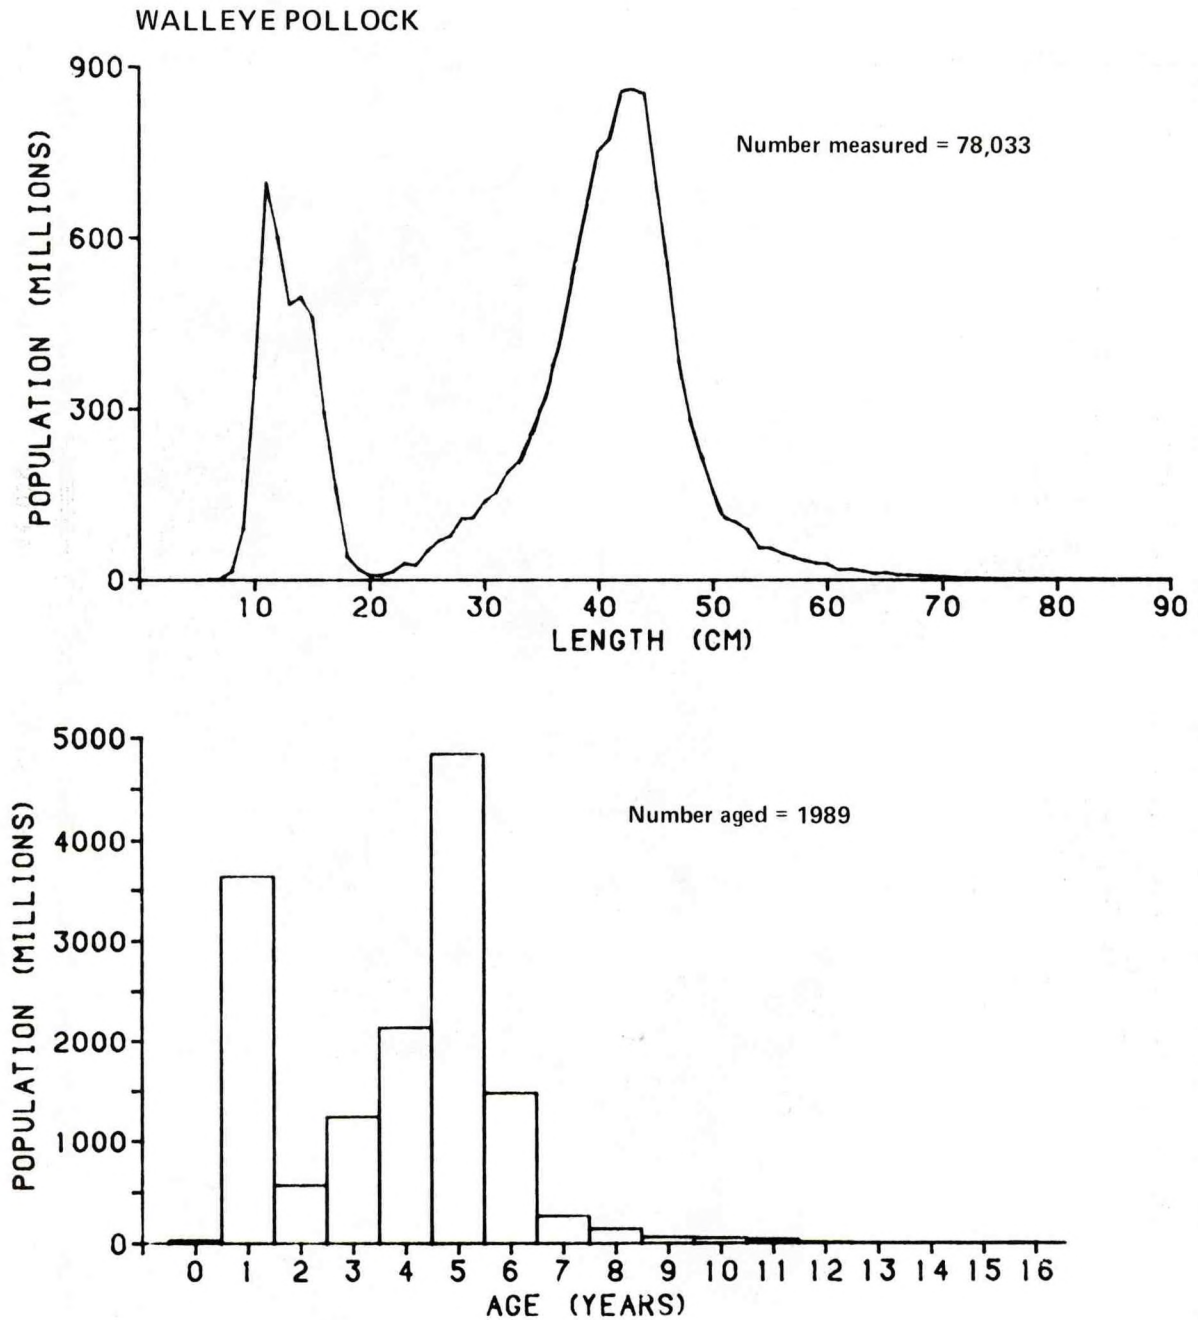 WALLEYE POLLOCK
900
600
300
0
POPULATION (MILLIONS)
Number measured = 78,033
10 20 30 40 50 60 70 80 90
LENGTH (CM)
5000
4000
3000
2000
1000
0
POPULATION (MILLIONS)
Number aged = 1989
0 1 2 3 4 5 6 7 8 9 10 11 12 13 14 15 16
AGE (YEARS)